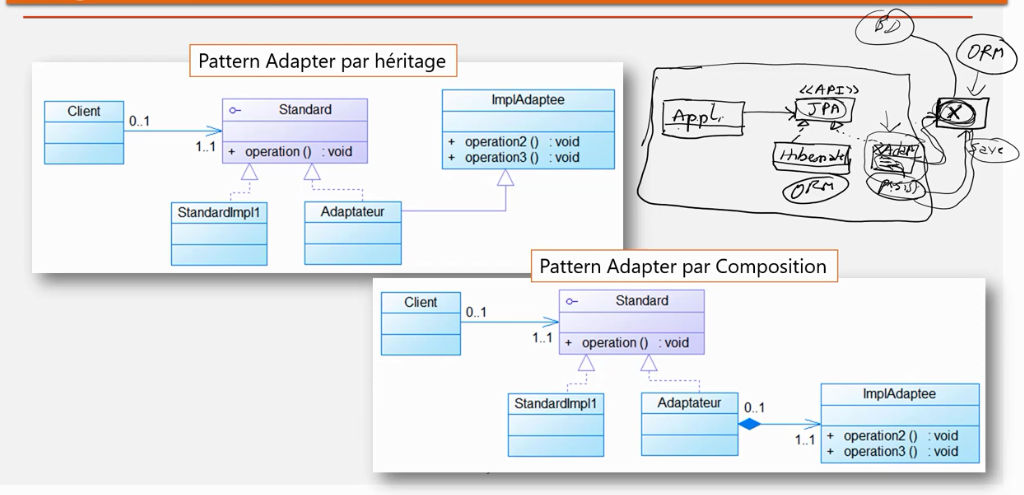 Pattern Adapter par héritage
Client
0..1
1..1
Standard
+ operation () : void
ImplAdaptee
+ operation2 () : void
+ operation3 () : void
StandardImpl1
Adaptateur
BD
ORM
<<API>>
JPA
Appl.
X
Hibernate
ORM
Save
Pattern Adapter par Composition
Client
0..1
1..1
Standard
+ operation () : void
StandardImpl1
Adaptateur
0..1
1..1
ImplAdaptee
+ operation2 () : void
+ operation3 () : void